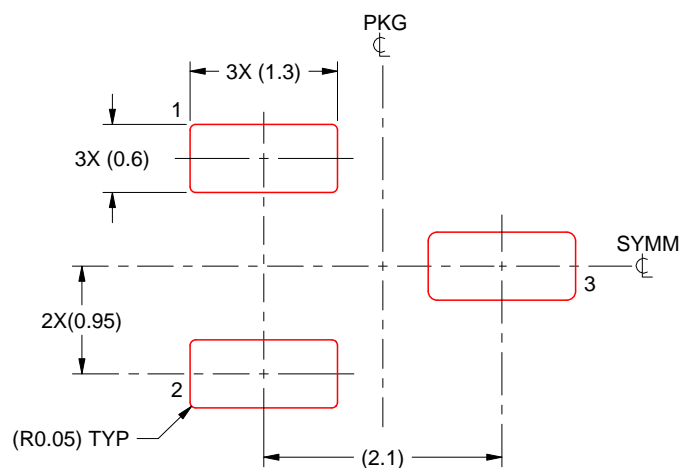 PKG
℄
3X (1.3)
1
3X (0.6)
SYMM
℄
3
2X(0.95)
2
(R0.05) TYP
(2.1)